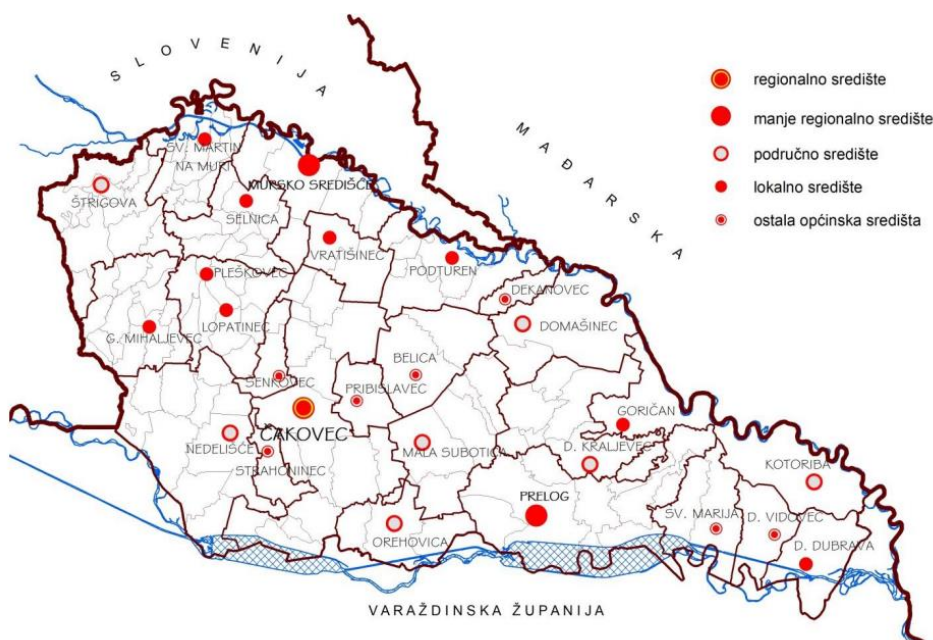 SLOVENIJA
MAĐARSKA
regionalno središte
manje regionalno središte
područno središte
lokalno središte
ostala općinska središta
SV. MARTIN
NA MURI
MURSKO SREDIŠĆE
ŠTRIGOVA
SELNICA
VRATIŠINEC
PODTUREN
PLEŠKOVEC
DEKANOVEC
LOPATINEC
DOMAŠINEC
G. MIHALJEVEC
BELICA
ŠENKOVEC
PRIBISLAVEC
GORIČAN
ČAKOVEC
NEDELIŠĆE
MALA SUBOTICA
D. KRALJEVEC
STRAHONINEC
KOTORIBA
PRELOG
SV. MARIJA
D. VIDOVEC
OREHOVICA
D. DUBRAVA
VARAŽDINSKA ŽUPANIJA